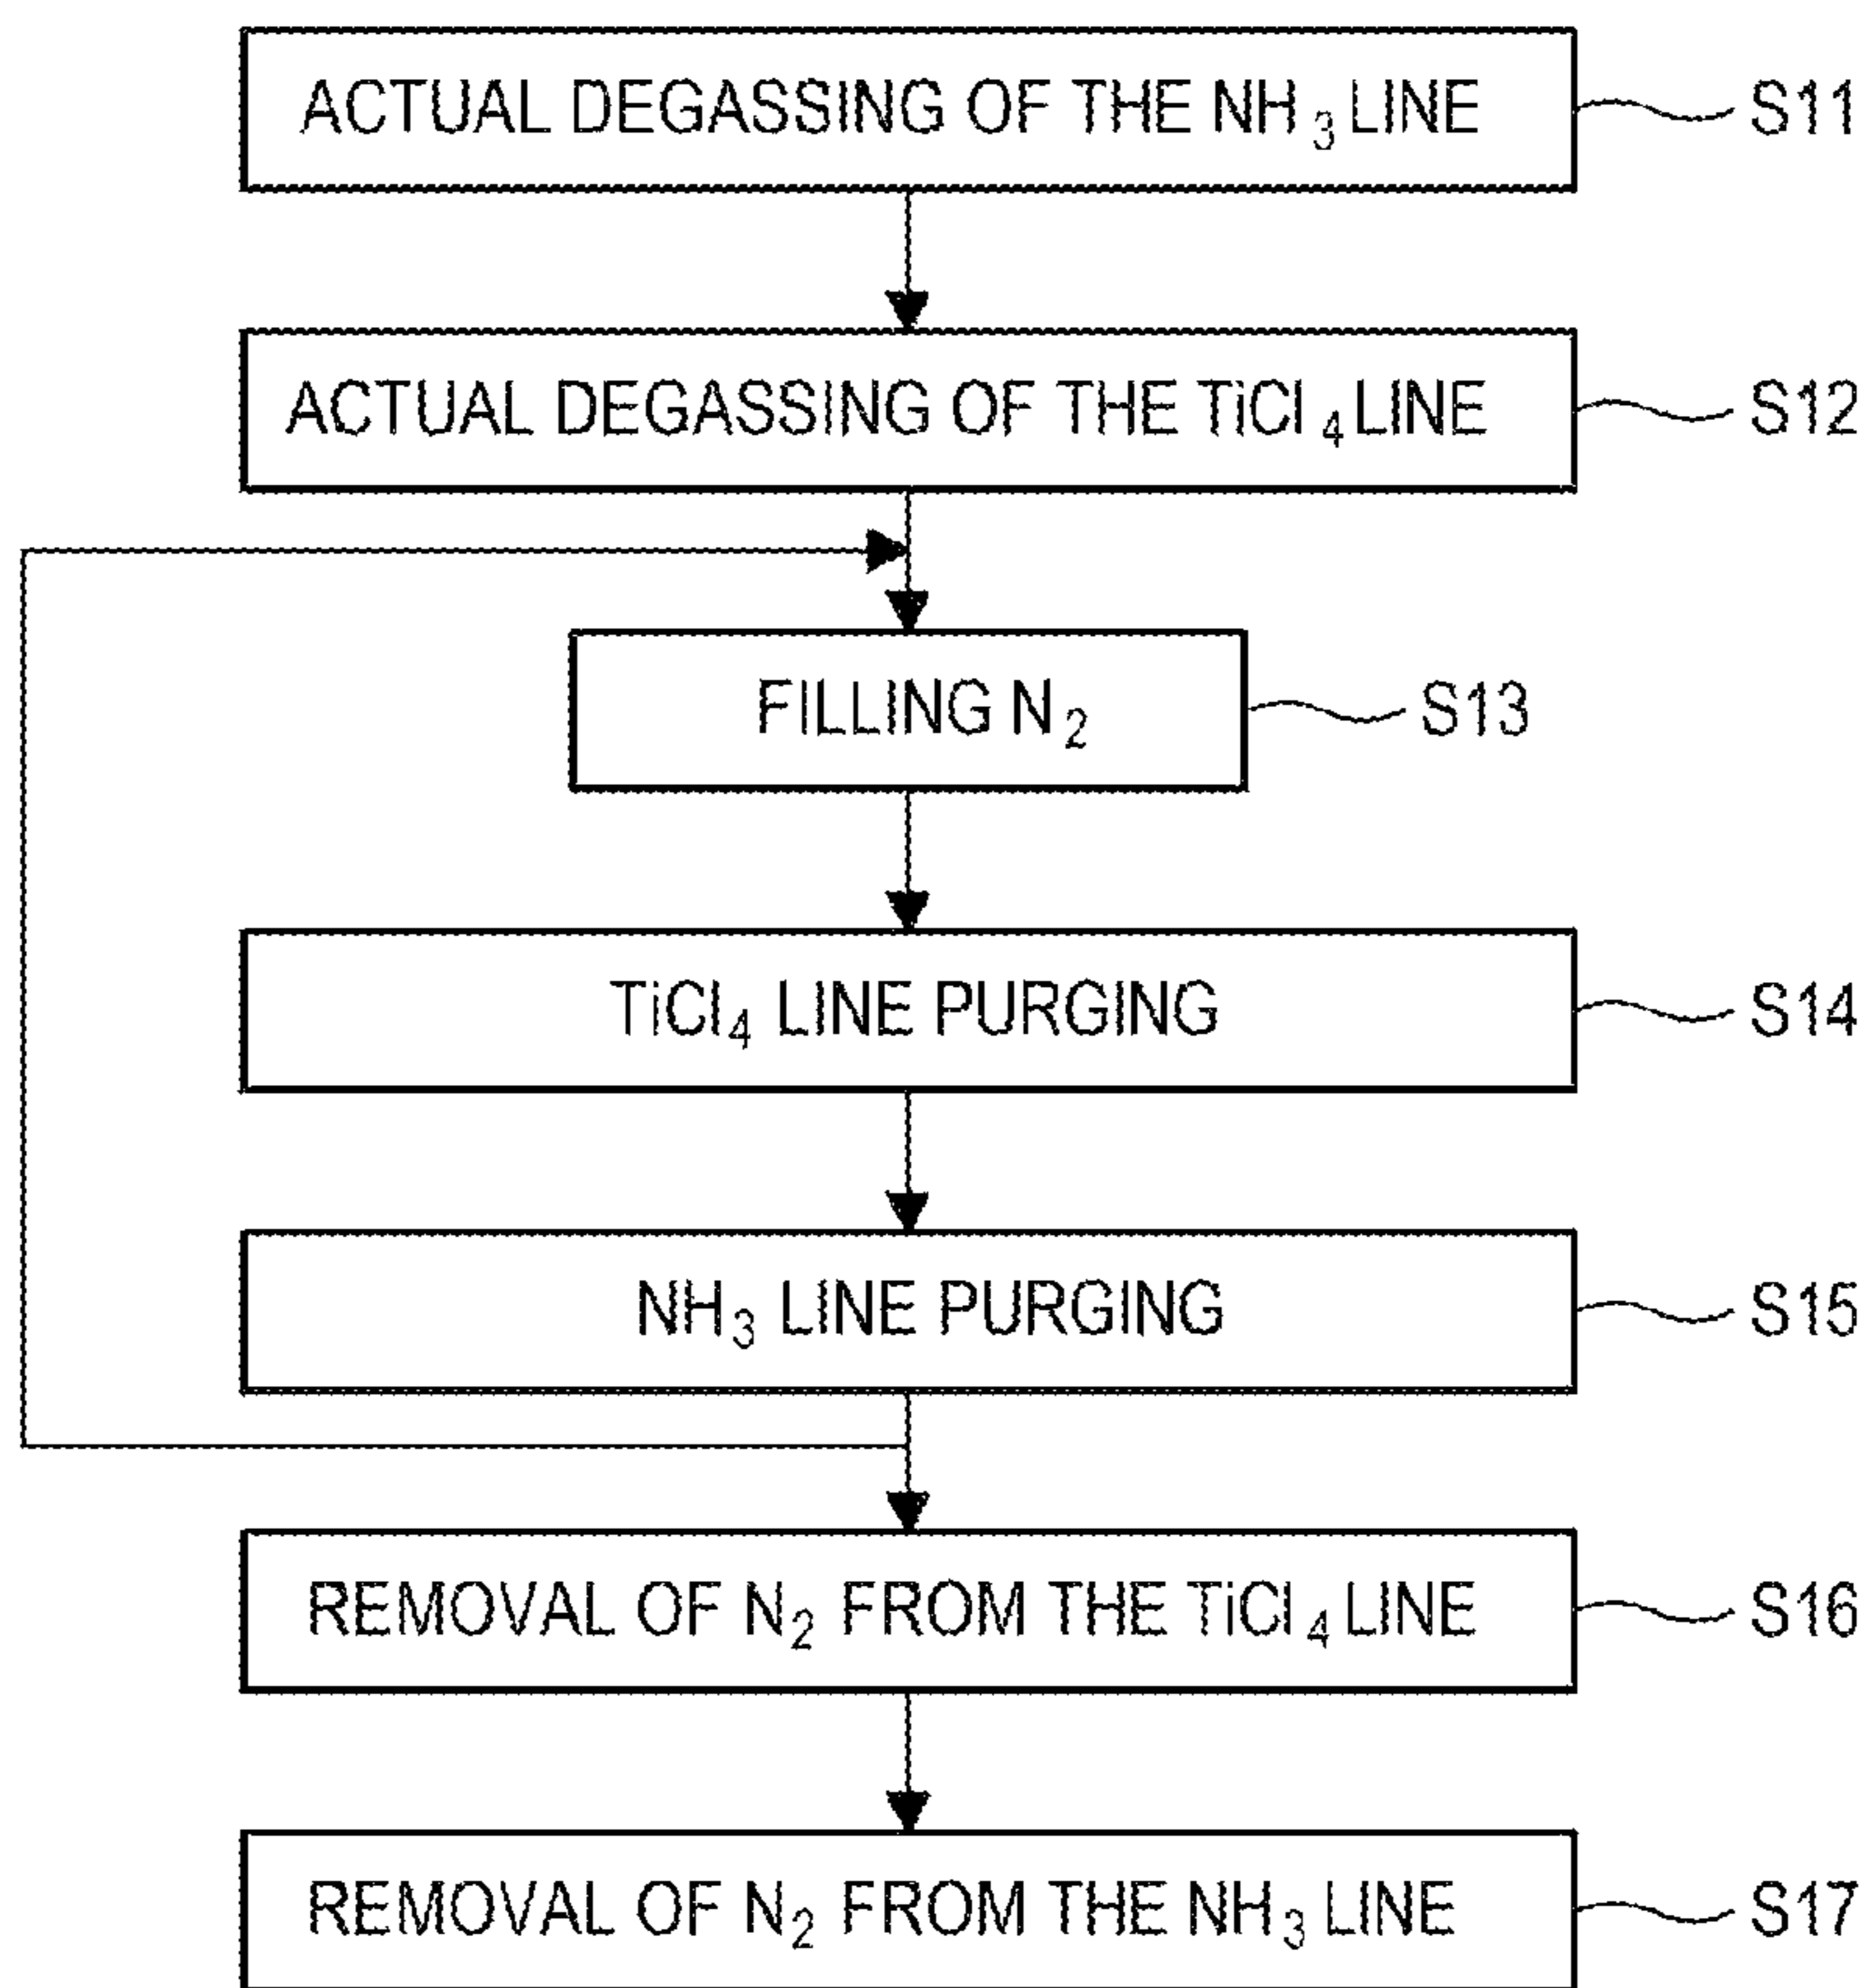 ACTUAL DEGASSING OF THE NH₃ LINE S11
ACTUAL DEGASSING OF THE TiCl₄ LINE S12
FILLING N₂ S13
TiCl₄ LINE PURGING S14
NH₃ LINE PURGING S15
REMOVAL OF N₂ FROM THE TiCl₄ LINE S16
REMOVAL OF N₂ FROM THE NH₃ LINE S17